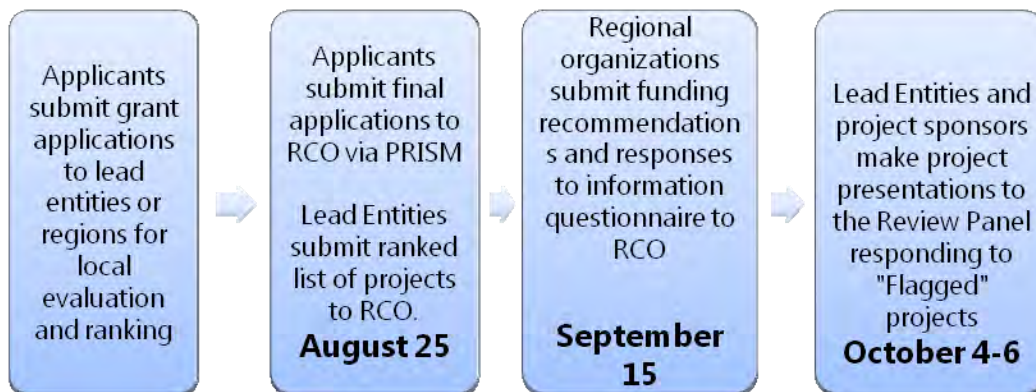 Applicants
submit grant
applications
to lead
entities or
regions for
local
evaluation
and ranking
Applicants
submit final
applications to
RCO via PRISM
Lead Entities
submit ranked
list of projects
to RCO.
August 25
Regional
organizations
submit funding
recommendation
s and responses
to information
questionnaire to
RCO
September
15
Lead Entities and
project sponsors
make project
presentations to
the Review Panel
responding to
"Flagged"
projects
October 4-6